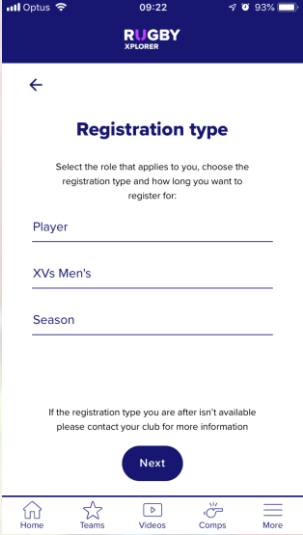 Optus 09:22 93%
RUGBY
XPLORER
Registration type
Select the role that applies to you, choose the
registration type and how long you want to
register for:
Player
XVs Men's
Season
If the registration type you are after isn't available
please contact your club for more information
Next
Home Teams Videos Comps More